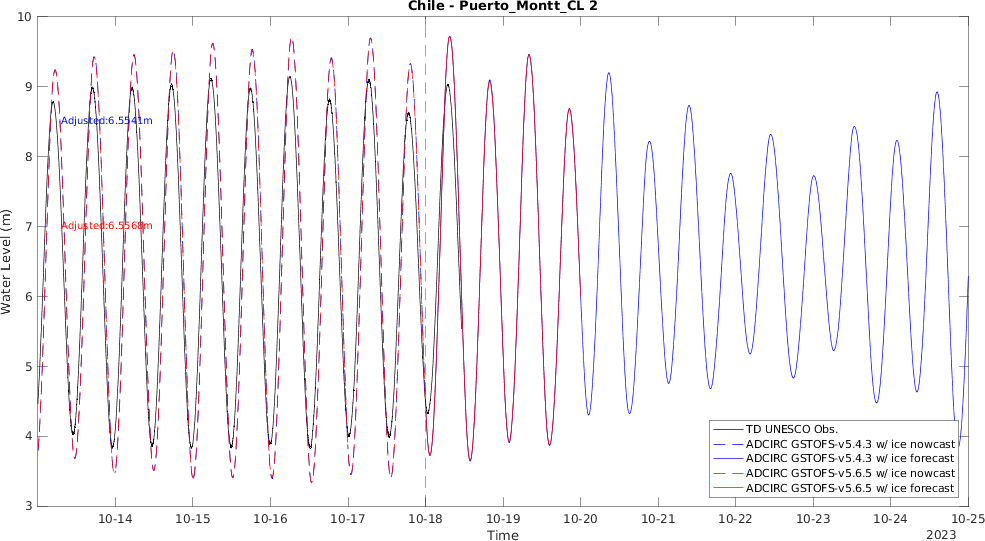 Chile - Puerto_Montt_CL 2
10
9
8
7
6
5
4
3
Water Level (m)
Adjusted:6.5541m
Adjusted:6.5568m
TD UNESCO Obs.
ADCIRC GSTOFS-v5.4.3 w/ ice nowcast
ADCIRC GSTOFS-v5.4.3 w/ ice forecast
ADCIRC GSTOFS-v5.6.5 w/ ice nowcast
ADCIRC GSTOFS-v5.6.5 w/ ice forecast
10-14 10-15 10-16 10-17 10-18 10-19 10-20 10-21 10-22 10-23 10-24 10-25
Time
2023